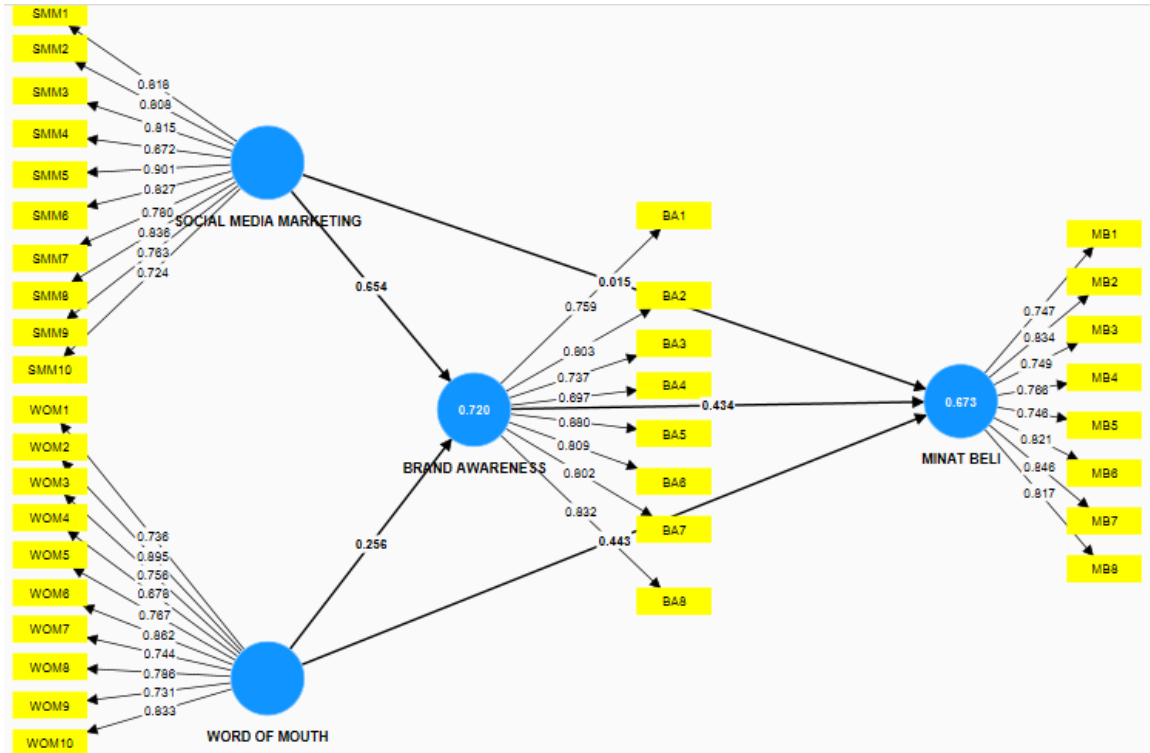 SMM1
SMM2
SMM3
SMM4
SMM5
SMM6
SMM7
SMM8
SMM9
SMM10
0.816
0.808
0.815
0.672
0.901
0.827
0.780
0.836
0.763
0.724
SOCIAL MEDIA MARKETING
0.654
0.015
WOM1
WOM2
WOM3
WOM4
WOM5
WOM6
WOM7
WOM8
WOM9
WOM10
0.736
0.895
0.756
0.678
0.767
0.862
0.744
0.786
0.731
0.833
WORD OF MOUTH
0.256
0.443
0.720
BRAND AWARENESS
0.434
0.759
0.803
0.737
0.697
0.680
0.809
0.802
0.832
BA1
BA2
BA3
BA4
BA5
BA6
BA7
BA8
0.673
MINAT BELI
0.747
0.834
0.749
0.766
0.746
0.821
0.846
0.817
MB1
MB2
MB3
MB4
MB5
MB6
MB7
MB8